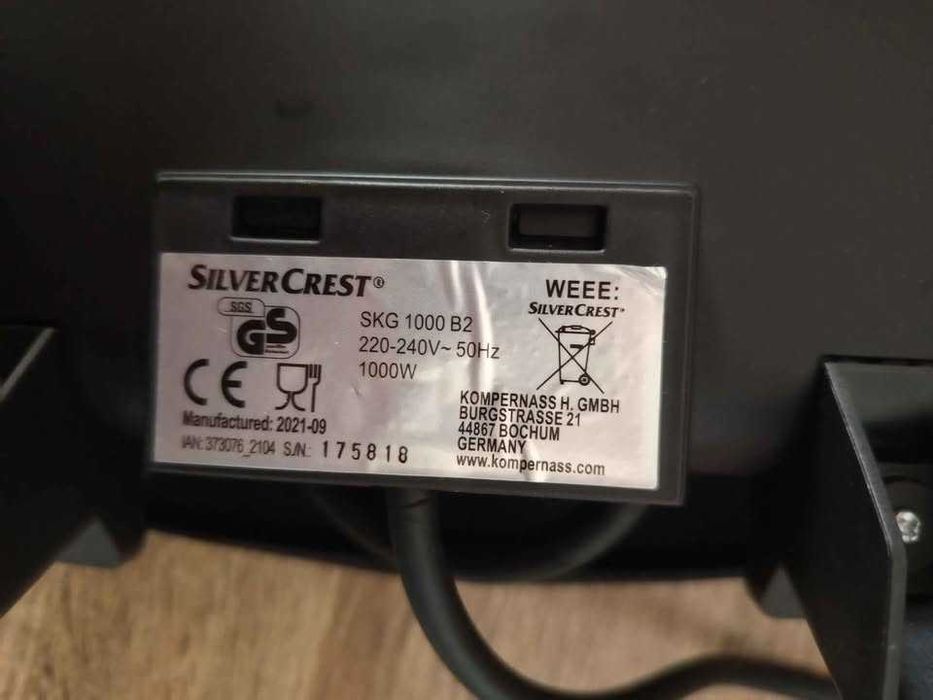 SILVERCREST®
SGS
GS
SKG 1000 B2
220-240V~ 50Hz
1000W
CE
Manufactured: 2021-09
IAN: 373076_2104 S/N.: 175818
WEEE:
SILVERCREST
KOMPERNASS H. GMBH
BURGSTRASSE 21
44867 BOCHUM
GERMANY
www.kompernass.com